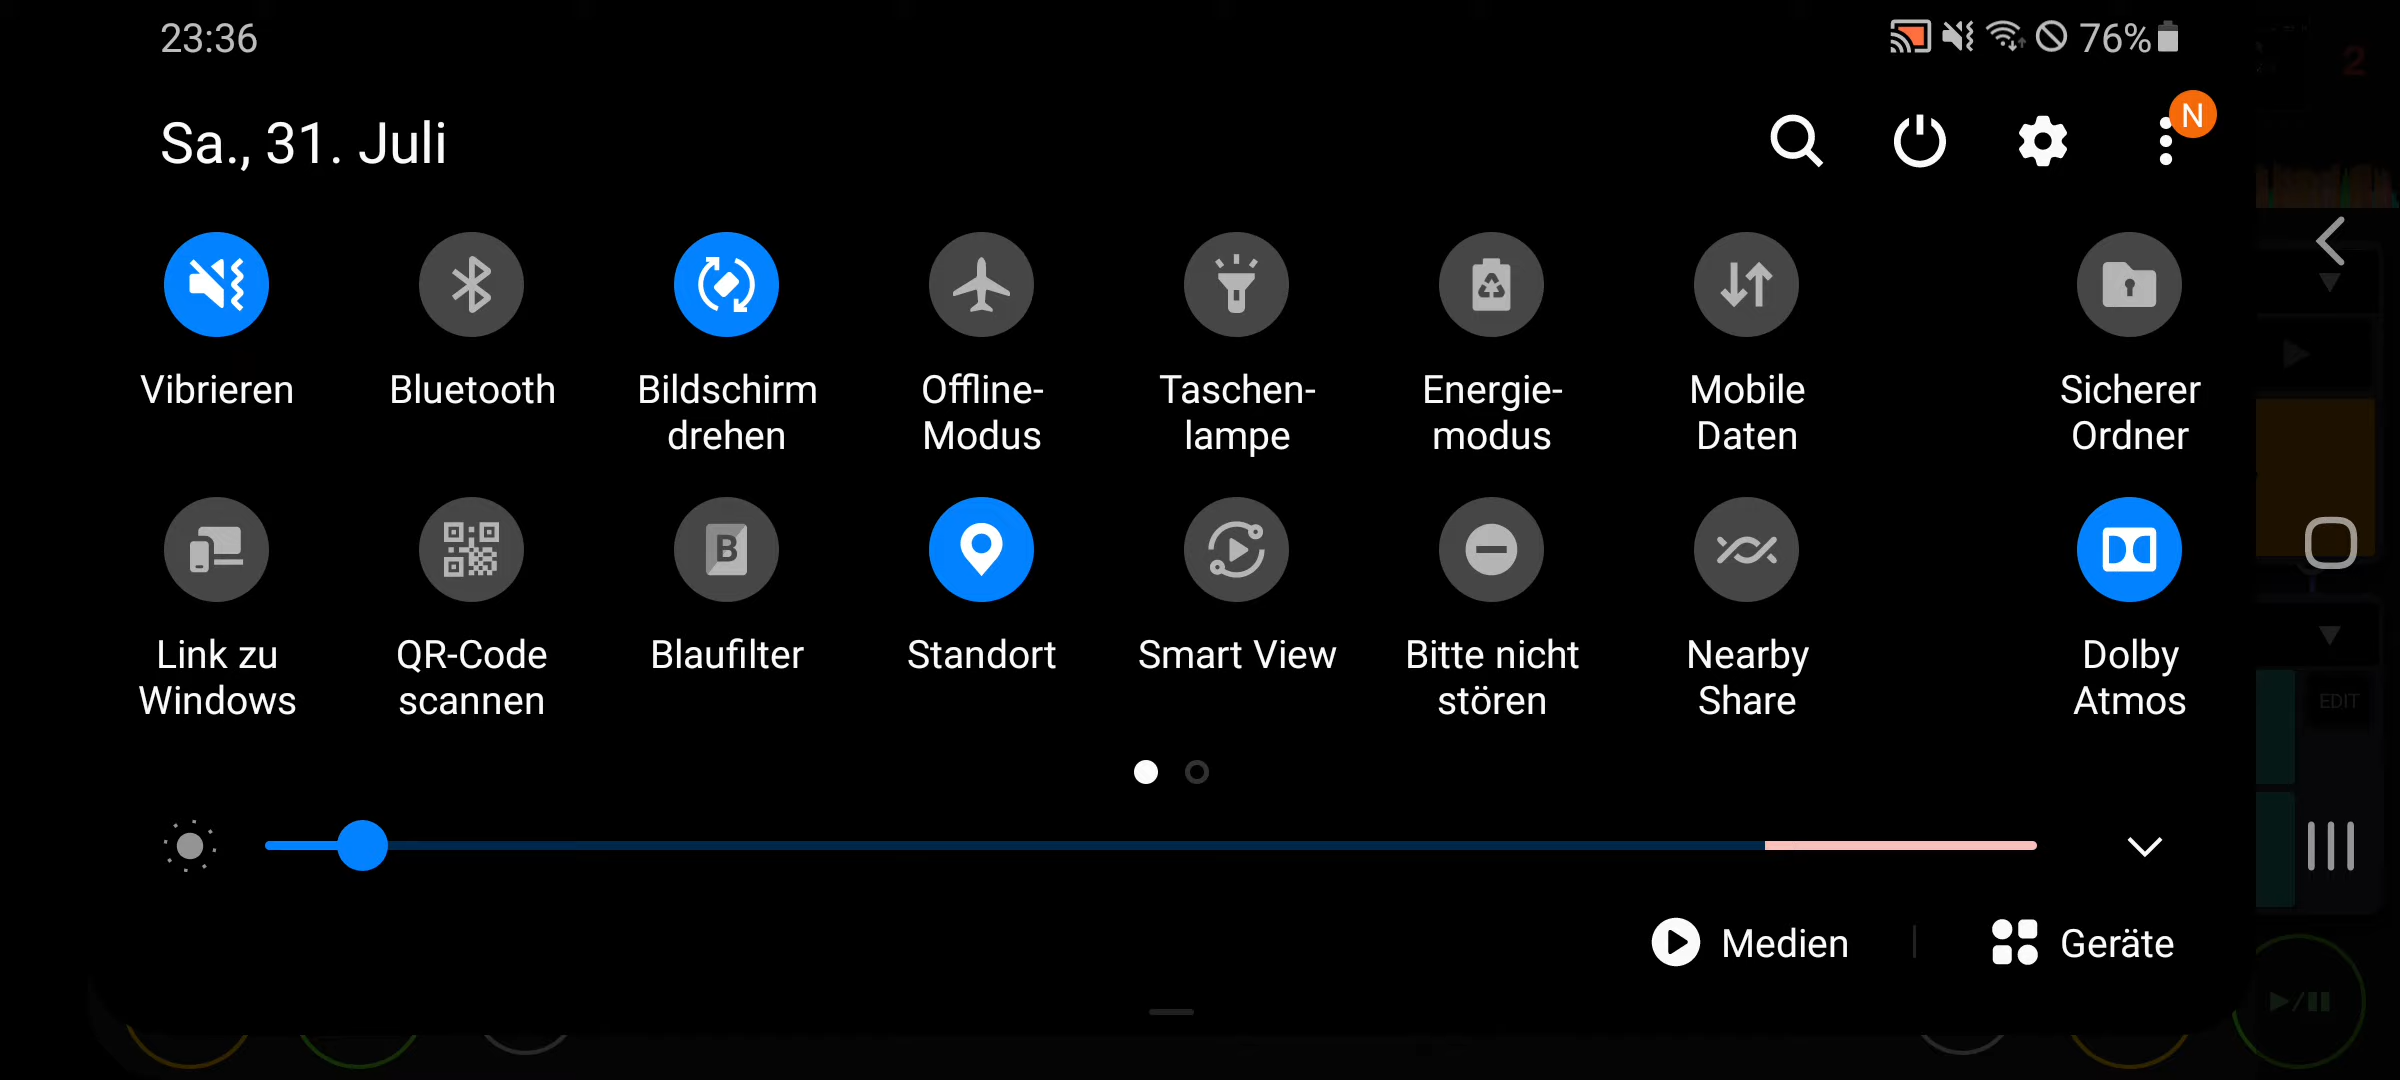 23:36
76%
Sa., 31. Juli
N
2
Vibrieren
Bluetooth
Bildschirm
drehen
Offline-
Modus
Taschen-
lampe
Energie-
modus
Mobile
Daten
Sicherer
Ordner
Link zu
Windows
QR-Code
scannen
B
Blaufilter
Standort
Smart View
Bitte nicht
stören
Nearby
Share
Dolby
Atmos
EDIT
Medien
Geräte